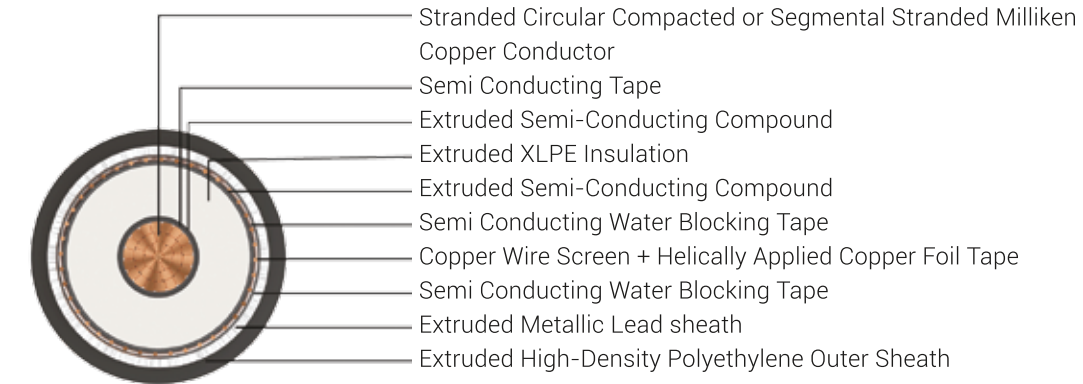 Stranded Circular Compacted or Segmental Stranded Milliken
Copper Conductor
Semi Conducting Tape
Extruded Semi-Conducting Compound
Extruded XLPE Insulation
Extruded Semi-Conducting Compound
Semi Conducting Water Blocking Tape
Copper Wire Screen + Helically Applied Copper Foil Tape
Semi Conducting Water Blocking Tape
Extruded Metallic Lead sheath
Extruded High-Density Polyethylene Outer Sheath